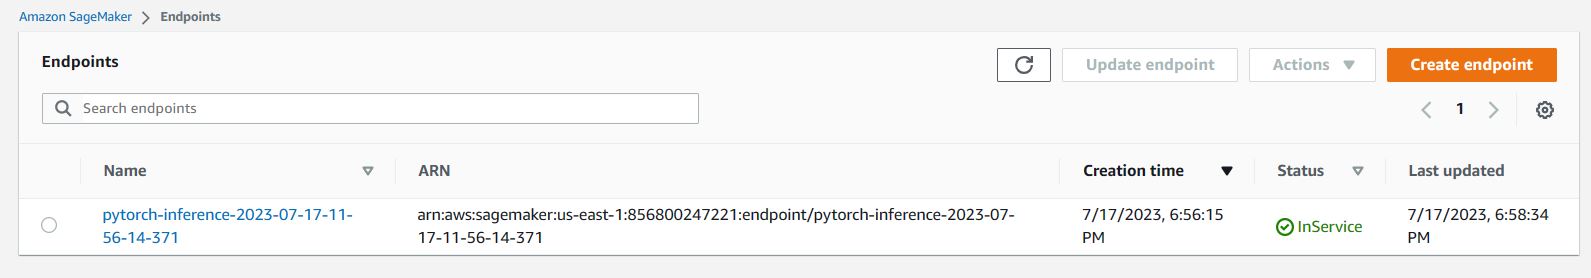 Amazon SageMaker > Endpoints
Endpoints
Update endpoint
Actions
Create endpoint
Search endpoints
1
Name
ARN
Creation time
Status
Last updated
pytorch-inference-2023-07-17-11-
56-14-371
arn:aws:sagemaker:us-east-1:856800247221:endpoint/pytorch-inference-2023-07-
17-11-56-14-371
7/17/2023, 6:56:15
PM
InService
7/17/2023, 6:58:34
PM